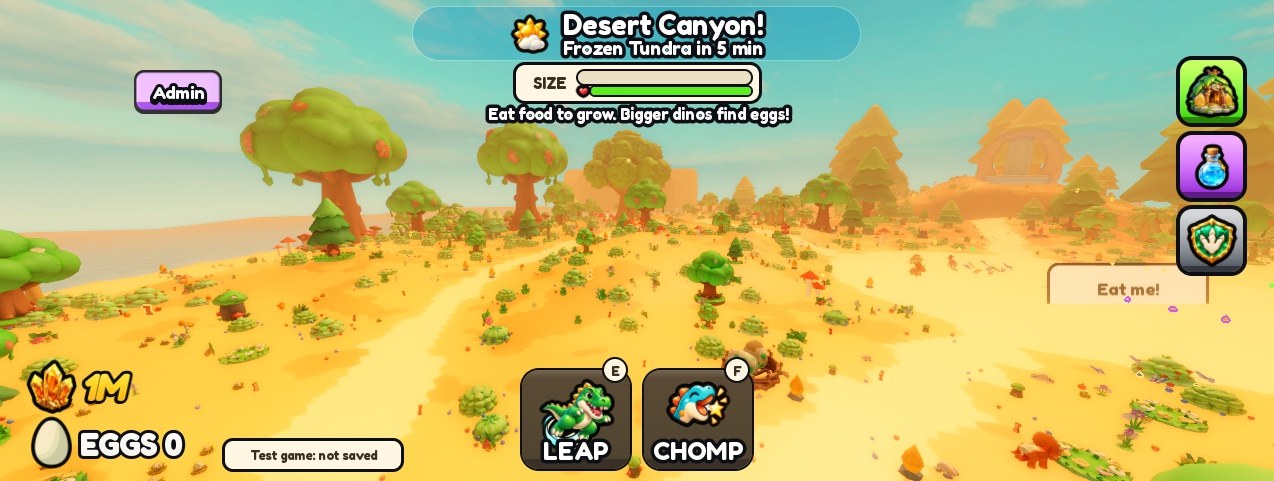 Desert Canyon!
Frozen Tundra in 5 min
SIZE
Eat food to grow. Bigger dinos find eggs!
Admin
Eat me!
1M
EGGS 0
Test game: not saved
E
LEAP
F
CHOMP